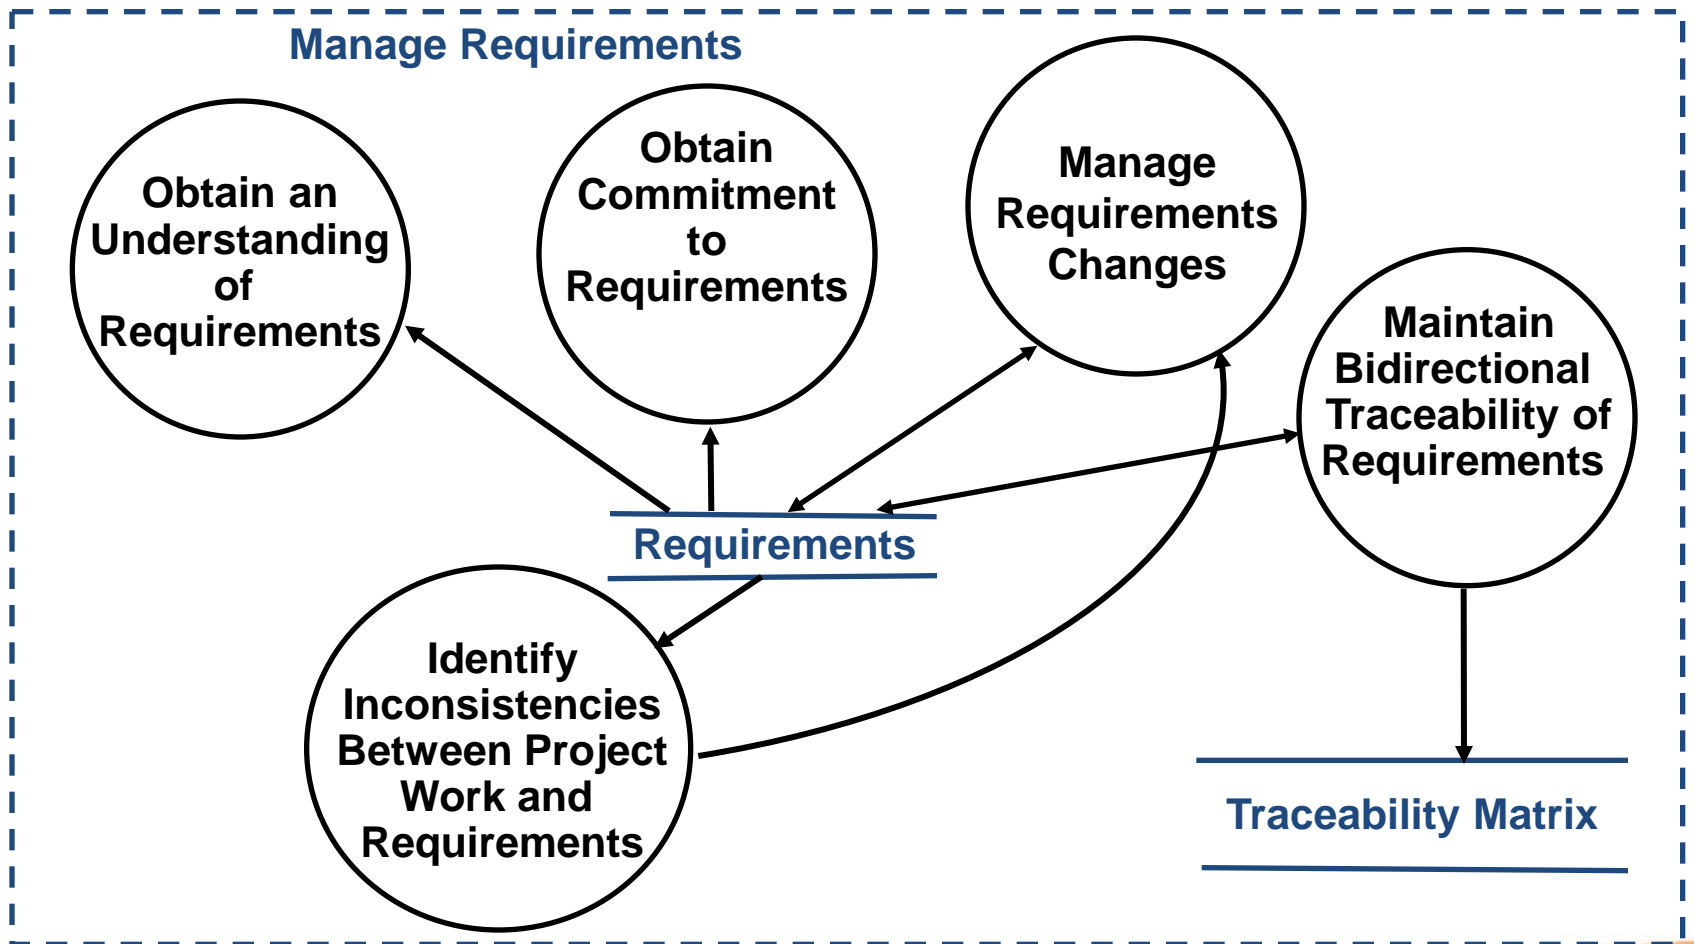 Manage Requirements
Obtain an
Understanding
of
Requirements
Obtain
Commitment
to
Requirements
Manage
Requirements
Changes
Maintain
Bidirectional
Traceability of
Requirements
Requirements
Identify
Inconsistencies
Between Project
Work and
Requirements
Traceability Matrix